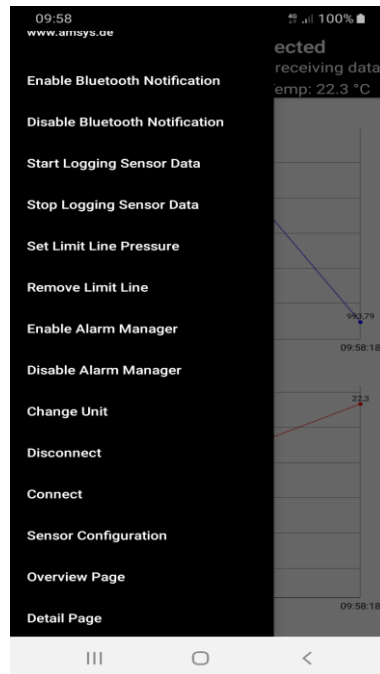 09:58
4G 100%
www.amsys.de
ected
receiving data
emp: 22.3 °C
Enable Bluetooth Notification
Disable Bluetooth Notification
Start Logging Sensor Data
Stop Logging Sensor Data
Set Limit Line Pressure
Remove Limit Line
Enable Alarm Manager
Disable Alarm Manager
Change Unit
Disconnect
Connect
Sensor Configuration
Overview Page
Detail Page
993,79
09:58:18
22,3
09:58:18